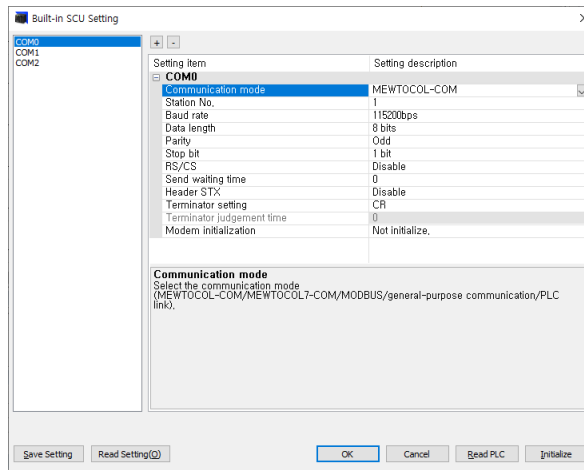 Built-in SCU Setting
COM0
COM1
COM2
+ -
Setting item Setting description
COM0
Communication mode MEWTOCOL-COM
Station No. 1
Baud rate 115200bps
Data length 8 bits
Parity Odd
Stop bit 1 bit
RS/CS Disable
Send waiting time 0
Header STX Disable
Terminator setting CR
Terminator judgement time 0
Modem initialization Not initialize.
Communication mode
Select the communication mode
(MEWTOCOL-COM/MEWTOCOL7-COM/MODBUS/general-purpose communication/PLC
link).
Save Setting Read Setting(O) OK Cancel Read PLC Initialize